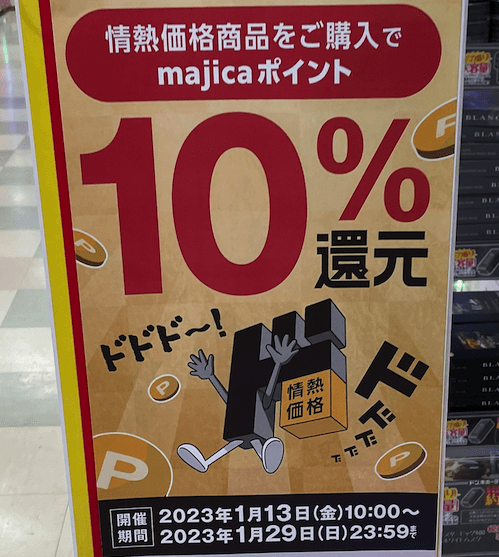 情熱価格商品をご購入で
majicaポイント
10%
還元
ドドド〜!
情熱
価格
ド
ド
ド
ド
ド
P
P
P
P
P
開催
期間
2023年1月13日(金)10:00〜
2023年1月29日(日)23:59まで
BLANC